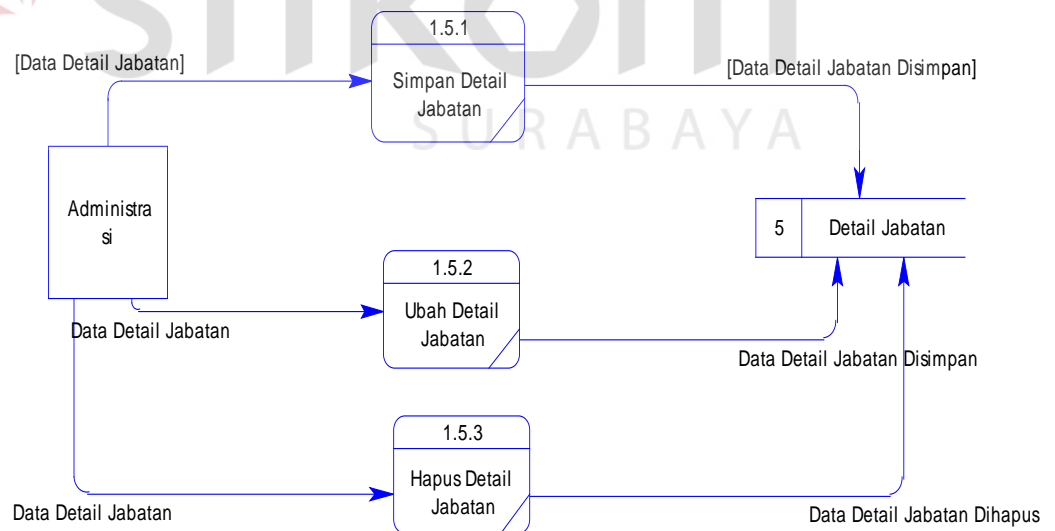 1.5.1
[Data Detail Jabatan]
Simpan Detail
Jabatan
[Data Detail Jabatan Disimpan]
SURABAYA
Administra
si
5
Detail Jabatan
1.5.2
Ubah Detail
Jabatan
Data Detail Jabatan
Data Detail Jabatan Disimpan
1.5.3
Hapus Detail
Jabatan
Data Detail Jabatan
Data Detail Jabatan Dihapus